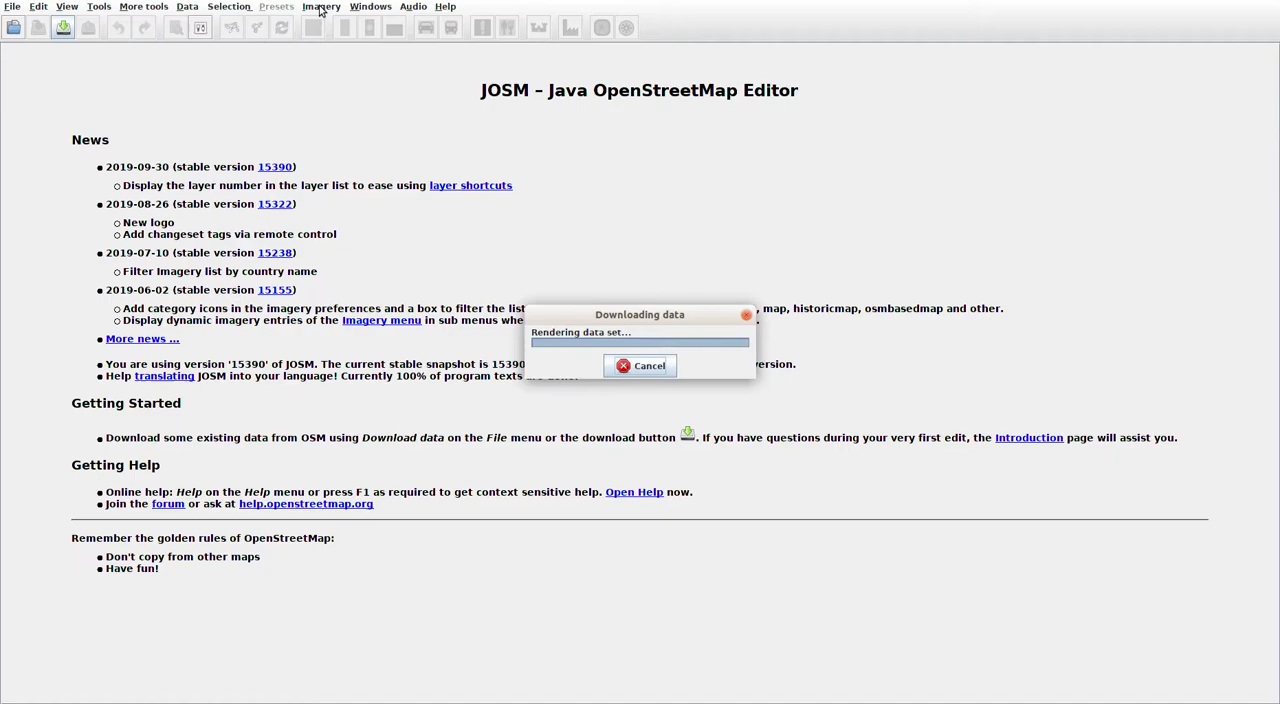 File Edit View Tools More tools Data Selection Presets Imagery Windows Audio Help
JOSM – Java OpenStreetMap Editor
News
2019-09-30 (stable version 15390)
Display the layer number in the layer list to ease using layer shortcuts
2019-08-26 (stable version 15322)
New logo
Add changeset tags via remote control
2019-07-10 (stable version 15238)
Filter Imagery list by country name
2019-06-02 (stable version 15155)
Add category icons in the imagery preferences and a box to filter the list , map, historicmap, osmbasedmap and other.
Display dynamic imagery entries of the Imagery menu in sub menus whe
More news ...
You are using version '15390' of JOSM. The current stable snapshot is 15390 version.
Help translating JOSM into your language! Currently 100% of program texts
Downloading data
Rendering data set...
Cancel
Getting Started
Download some existing data from OSM using Download data on the File menu or the download button . If you have questions during your very first edit, the Introduction page will assist you.
Getting Help
Online help: Help on the Help menu or press F1 as required to get context sensitive help. Open Help now.
Join the forum or ask at help.openstreetmap.org
Remember the golden rules of OpenStreetMap:
Don't copy from other maps
Have fun!